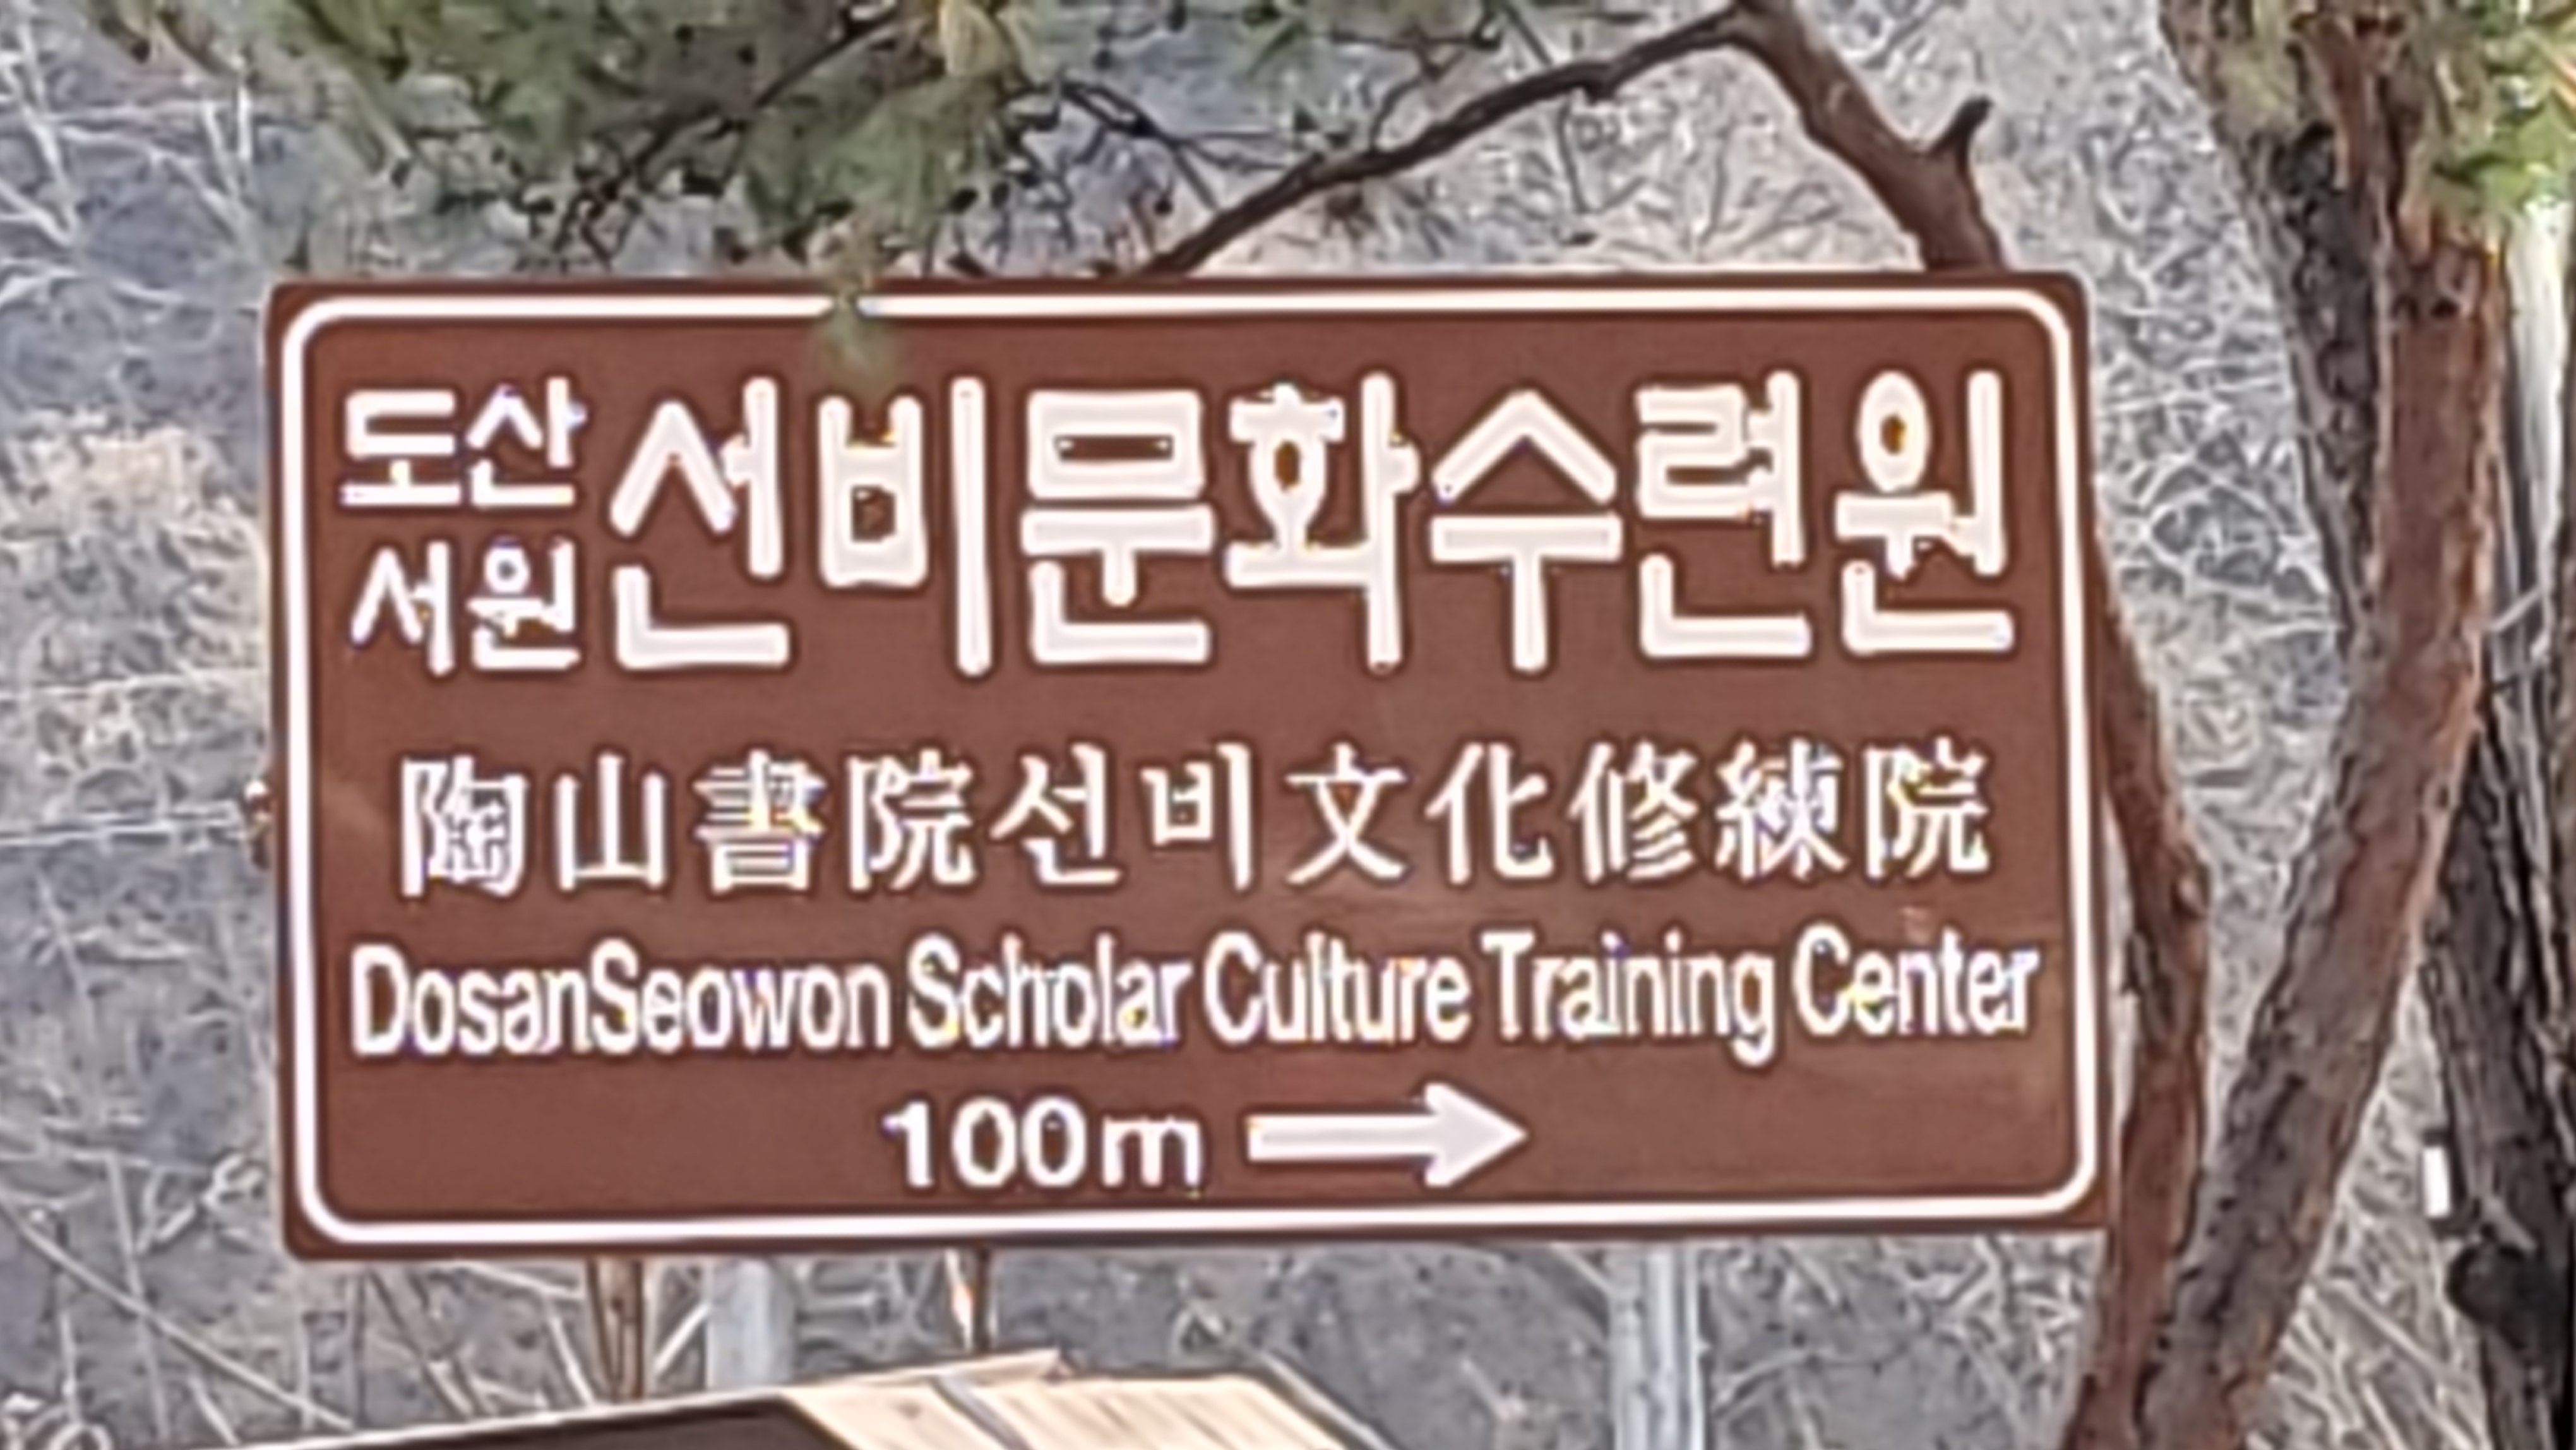 도산
서원 선비문화수련원
陶山書院선비文化修練院
DosanSeowon Scholar Culture Training Center
100m →